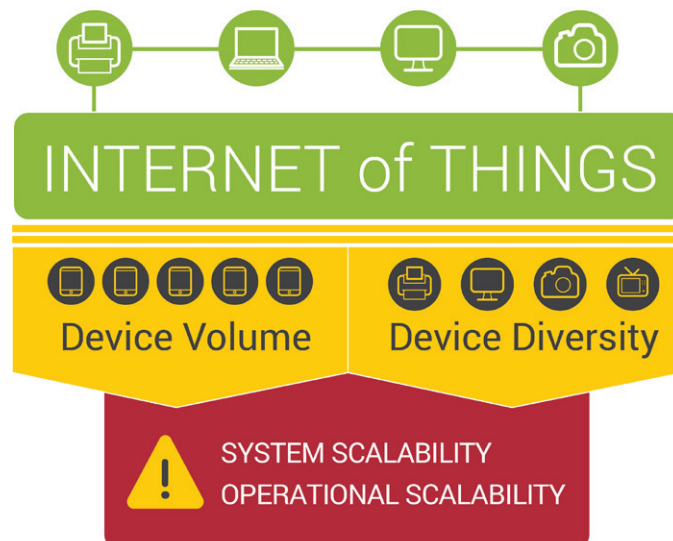 INTERNET of THINGS
Device Volume
Device Diversity
SYSTEM SCALABILITY
OPERATIONAL SCALABILITY